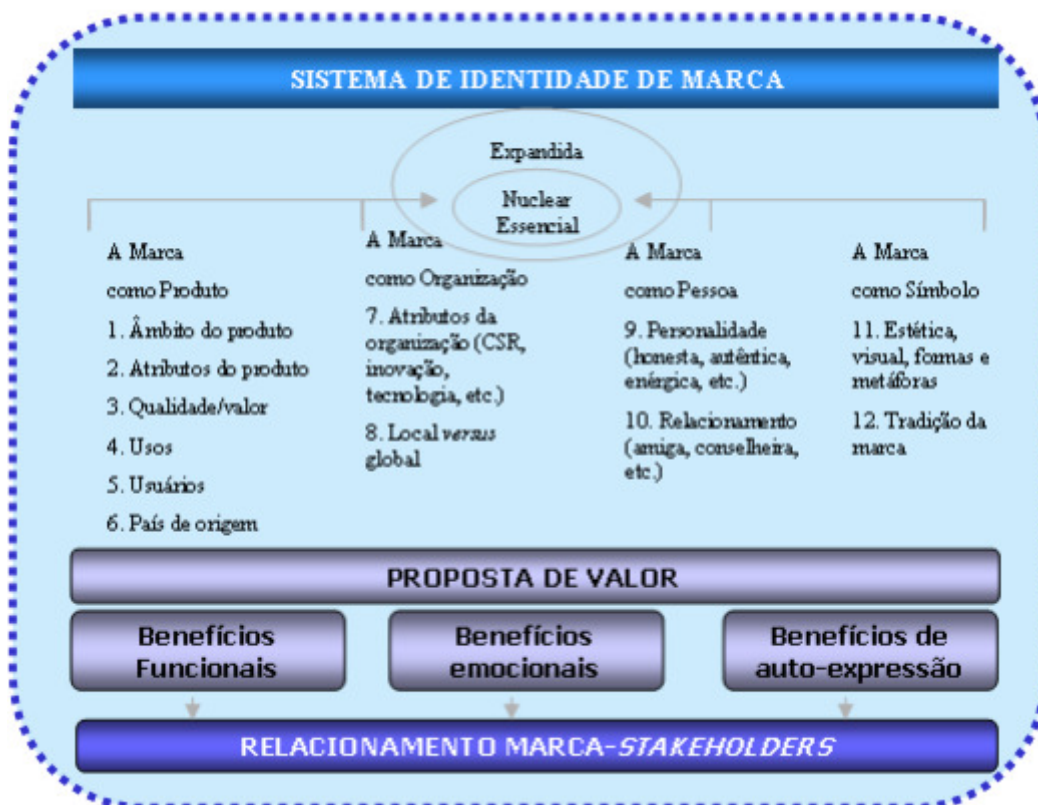 SISTEMA DE IDENTIDADE DE MARCA
Expandida
Nuclear
Essencial
A Marca
como Produto
1. Âmbito do produto
2. Atributos do produto
3. Qualidade/valor
4. Usos
5. Usuários
6. País de origem
A Marca
como Organização
7. Atributos da
organização (CSR,
inovação,
tecnologia, etc.)
8. Local versus
global
A Marca
como Pessoa
9. Personalidade
(honesta, autêntica,
enérgica, etc.)
10. Relacionamento
(amiga, conselheira,
etc.)
A Marca
como Símbolo
11. Estética,
visual, formas e
metáforas
12. Tradição da
marca
PROPOSTA DE VALOR
Benefícios
Funcionais
Benefícios
emocionais
Benefícios de
auto-expressão
RELACIONAMENTO MARCA-STAKEHOLDERS